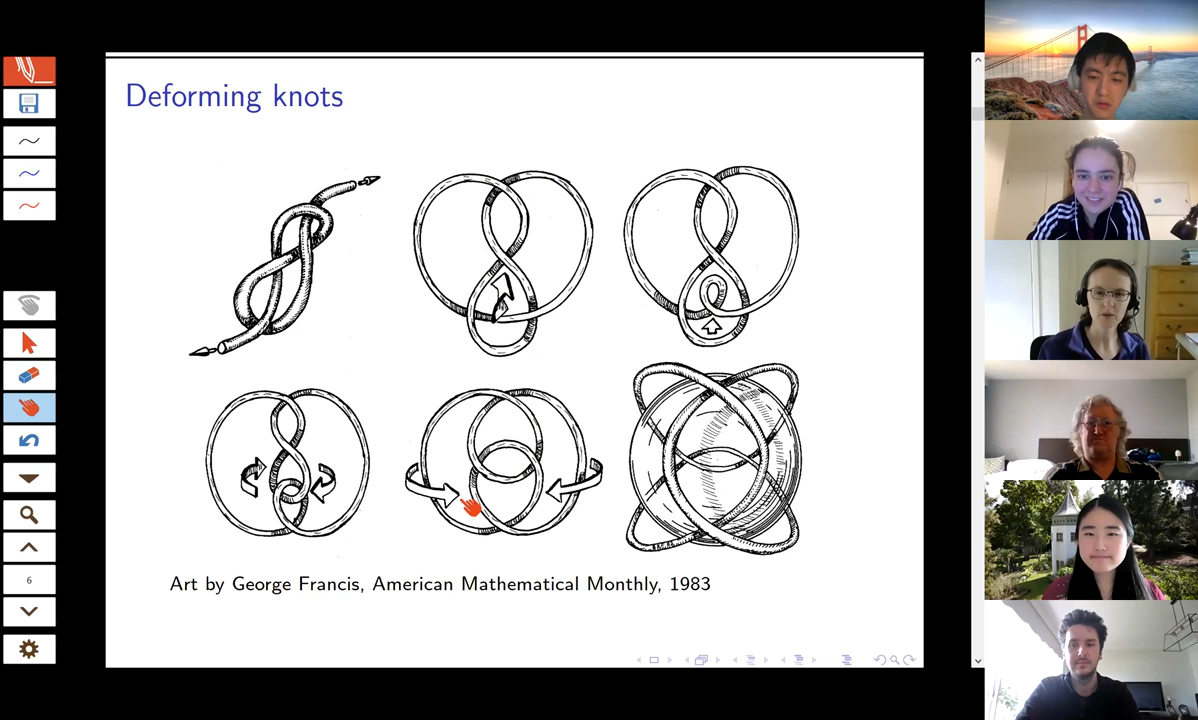 Deforming knots
Art by George Francis, American Mathematical Monthly, 1983
6